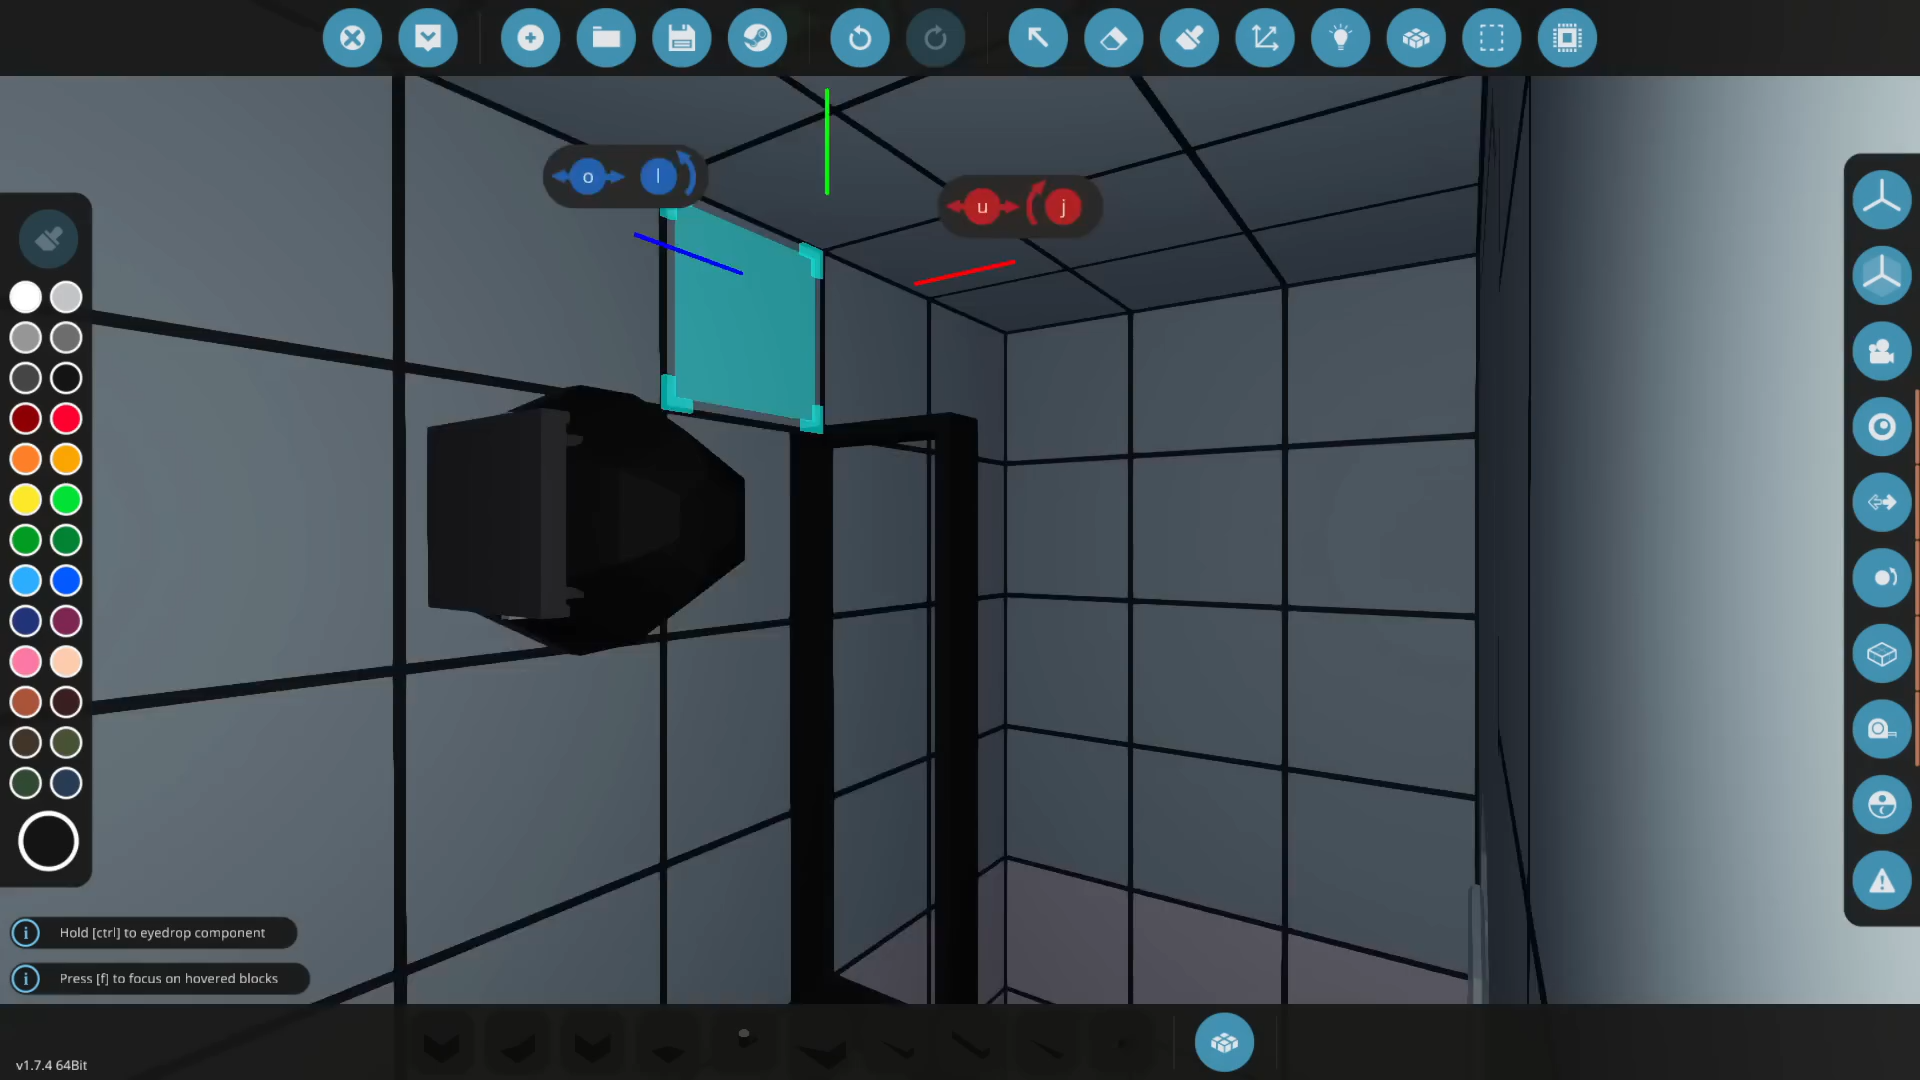 o l
u j
Hold [ctrl] to eyedrop component
Press [f] to focus on hovered blocks
v1.7.4 64Bit